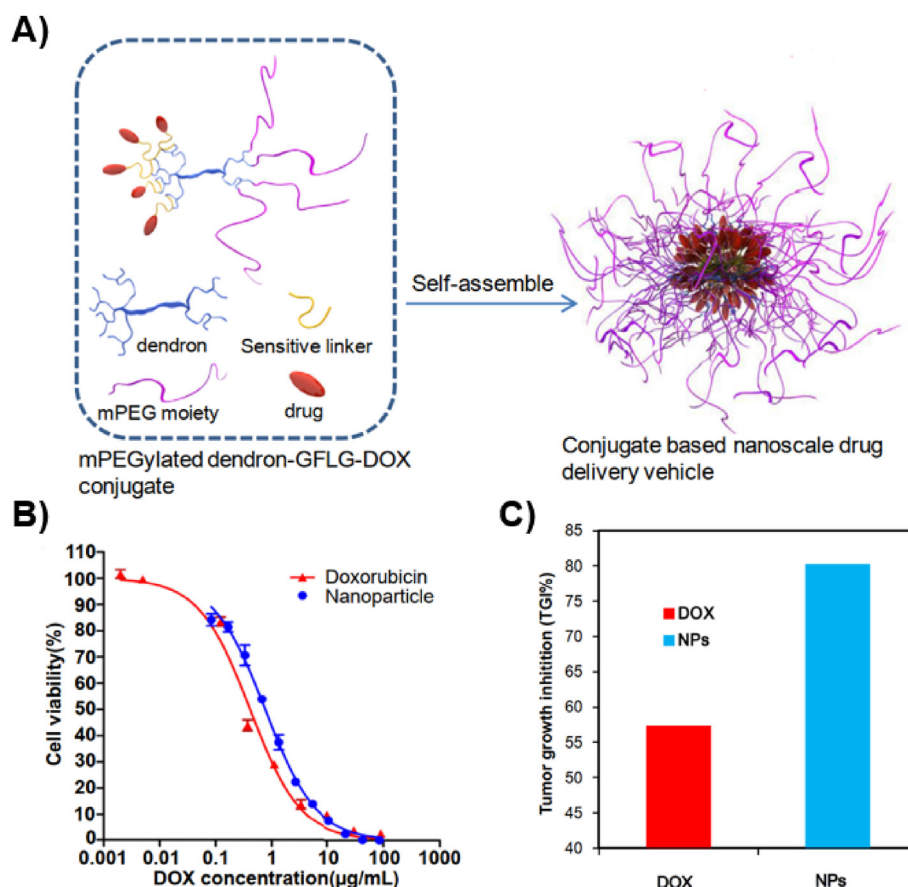 A)
Self-assemble
dendron
Sensitive linker
mPEG moiety
drug
mPEGylated dendron-GFLG-DOX
conjugate
Conjugate based nanoscale drug
delivery vehicle
B)
110
100
90
80
70
60
50
40
30
20
10
0
Cell viability(%)
Doxorubicin
Nanoparticle
0.001
0.01
0.1
1
10
100
1000
DOX concentration(µg/mL)
C)
85
80
75
70
65
60
55
50
45
40
Tumor growth inhitition (TGI%)
DOX
NPs
DOX
NPs